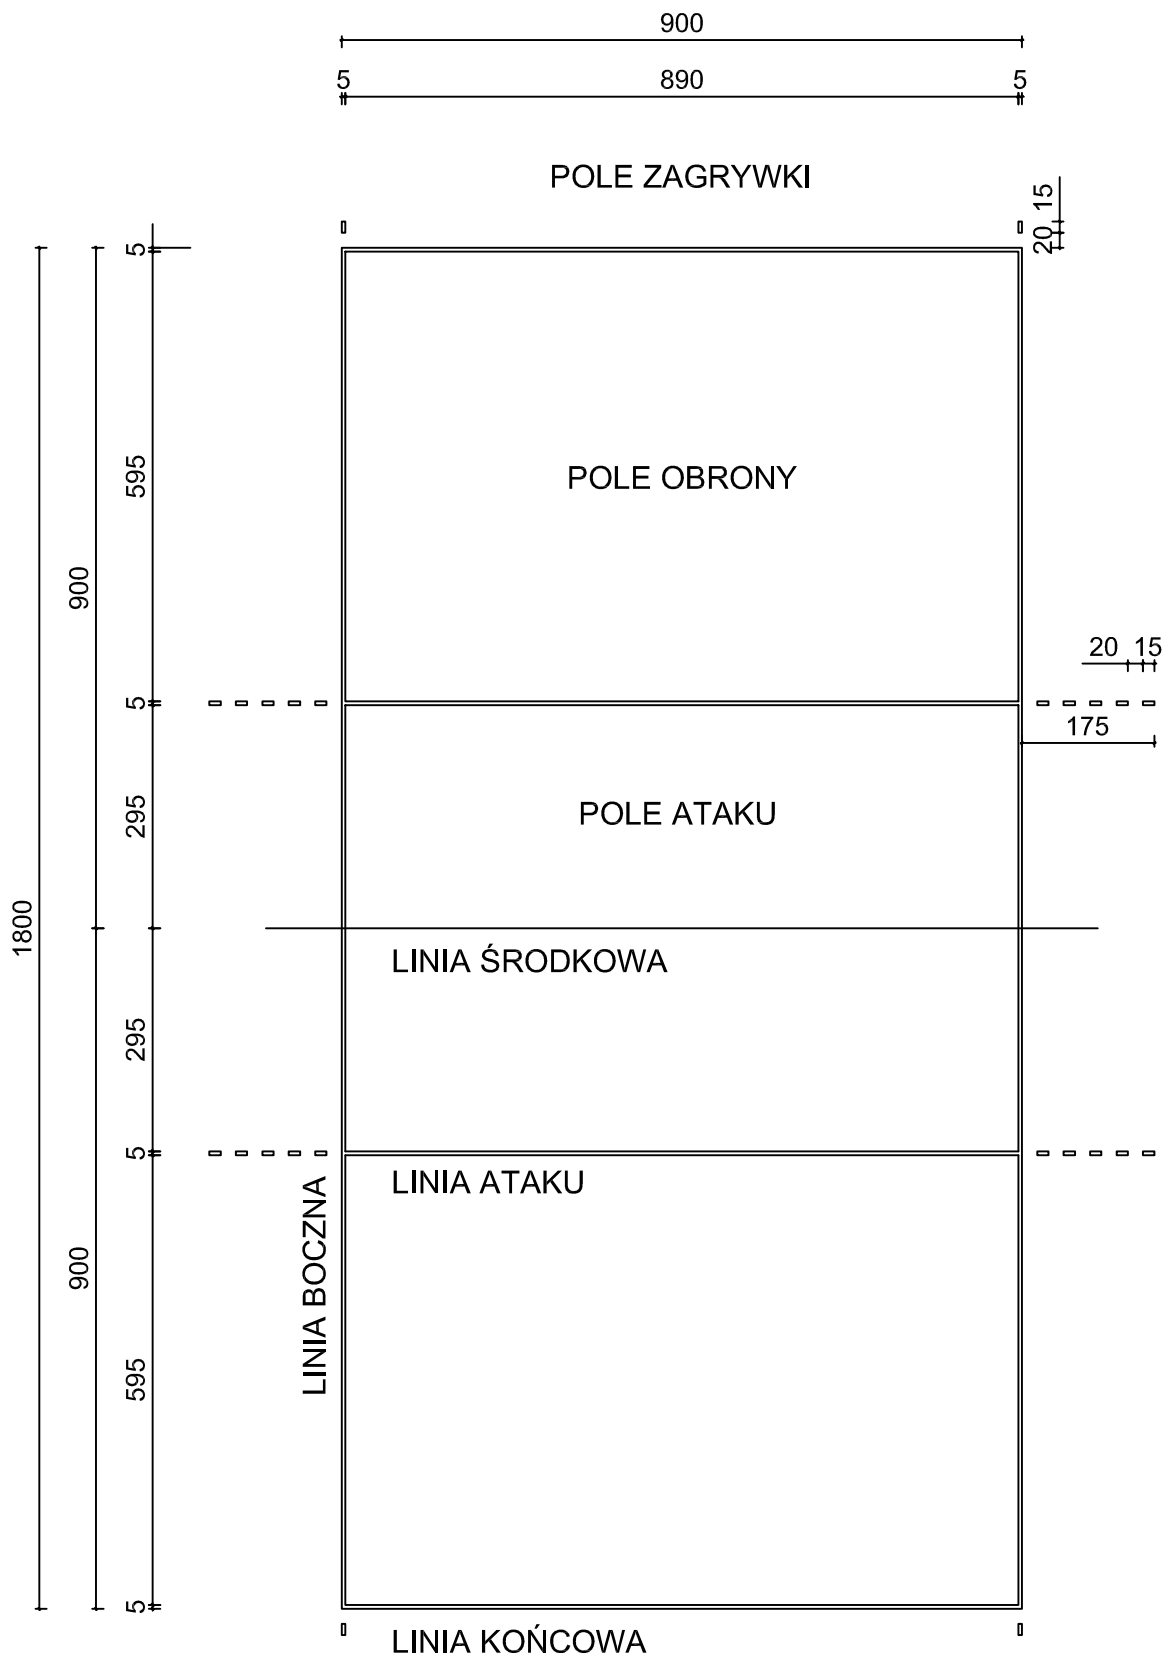 900
5 890 5
POLE ZAGRYWKI
15
20
5
595
POLE OBRONY
900
20 15
5
175
295
POLE ATAKU
1800
LINIA ŚRODKOWA
295
5
LINIA ATAKU
LINIA BOCZNA
900
595
5
LINIA KOŃCOWA